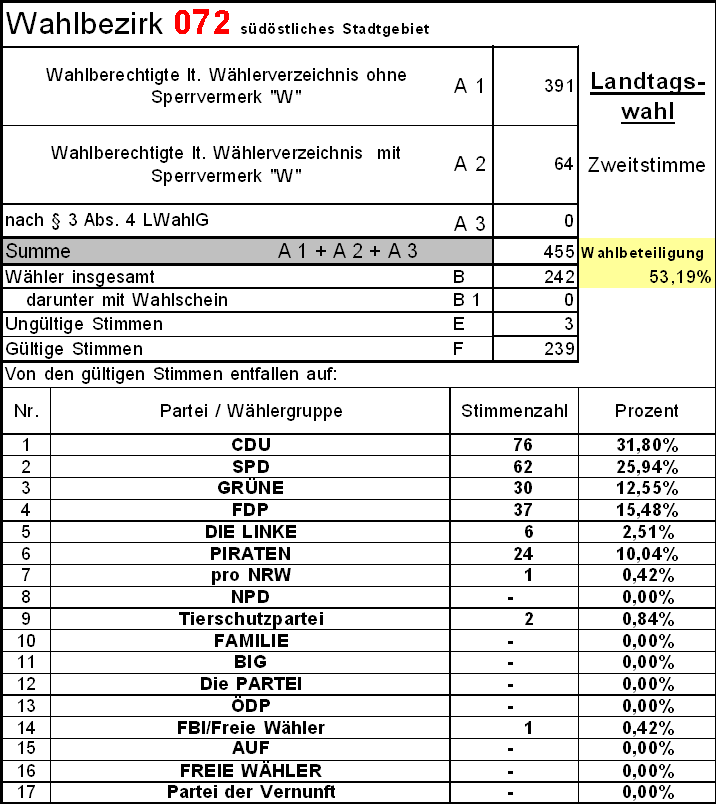 Wahlbezirk 072 südöstliches Stadtgebiet
Wahlberechtigte lt. Wählerverzeichnis ohne
Sperrvermerk "W" A 1 391
Landtags-
wahl
Wahlberechtigte lt. Wählerverzeichnis mit
Sperrvermerk "W" A 2 64 Zweitstimme
nach § 3 Abs. 4 LWahlG A 3 0
Summe A 1 + A 2 + A 3 455 Wahlbeteiligung
Wähler insgesamt B 242 53,19%
darunter mit Wahlschein B 1 0
Ungültige Stimmen E 3
Gültige Stimmen F 239
Von den gültigen Stimmen entfallen auf:
Nr. Partei / Wählergruppe Stimmenzahl Prozent
1 CDU 76 31,80%
2 SPD 62 25,94%
3 GRÜNE 30 12,55%
4 FDP 37 15,48%
5 DIE LINKE 6 2,51%
6 PIRATEN 24 10,04%
7 pro NRW 1 0,42%
8 NPD - 0,00%
9 Tierschutzpartei 2 0,84%
10 FAMILIE - 0,00%
11 BIG - 0,00%
12 Die PARTEI - 0,00%
13 ÖDP - 0,00%
14 FBI/Freie Wähler 1 0,42%
15 AUF - 0,00%
16 FREIE WÄHLER - 0,00%
17 Partei der Vernunft - 0,00%